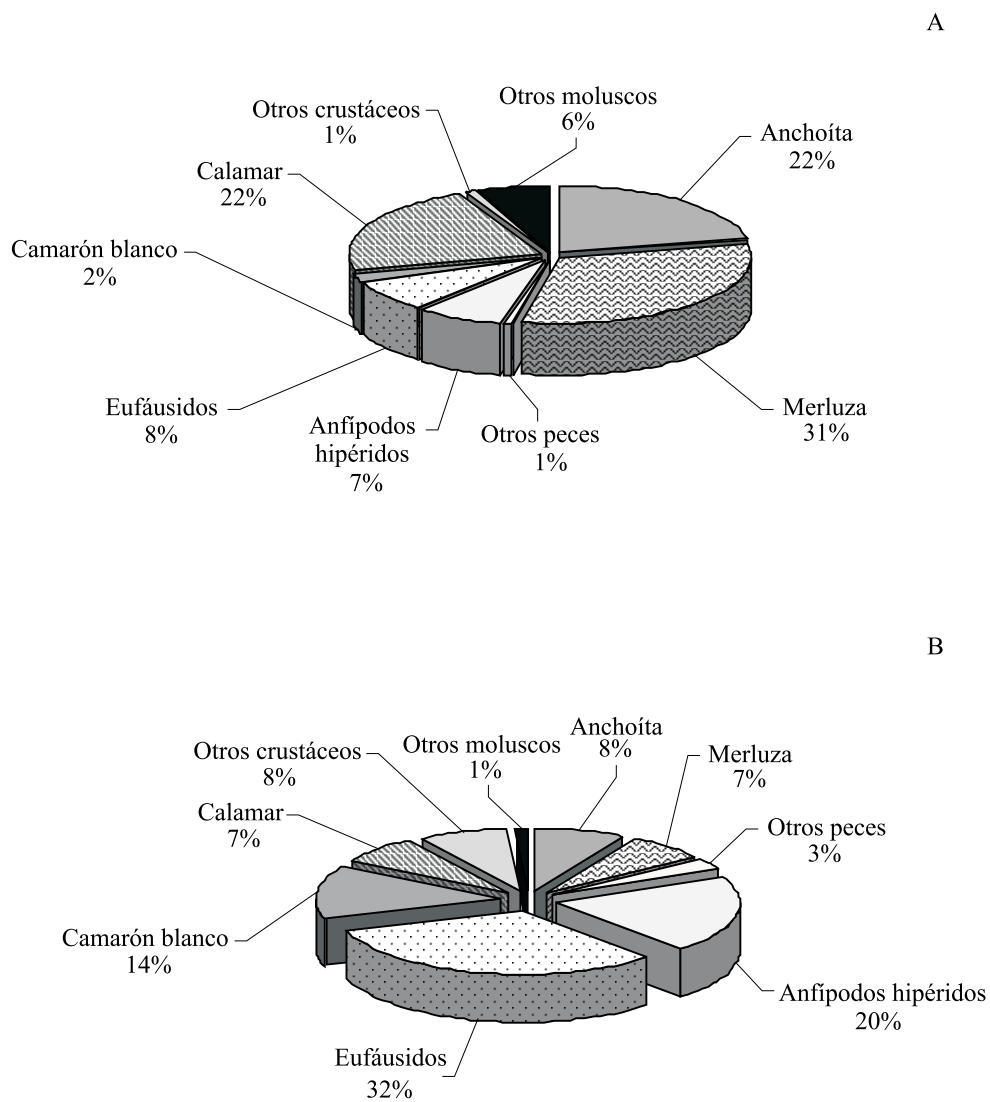 A
Otros moluscos
6%
Otros crustáceos
1%
Anchoíta
22%
Calamar
22%
Camarón blanco
2%
Eufáusidos
8%
Anfípodos
hipéridos
7%
Otros peces
1%
Merluza
31%
B
Anchoíta
8%
Otros moluscos
1%
Otros crustáceos
8%
Merluza
7%
Calamar
7%
Otros peces
3%
Camarón blanco
14%
Anfípodos hipéridos
20%
Eufáusidos
32%